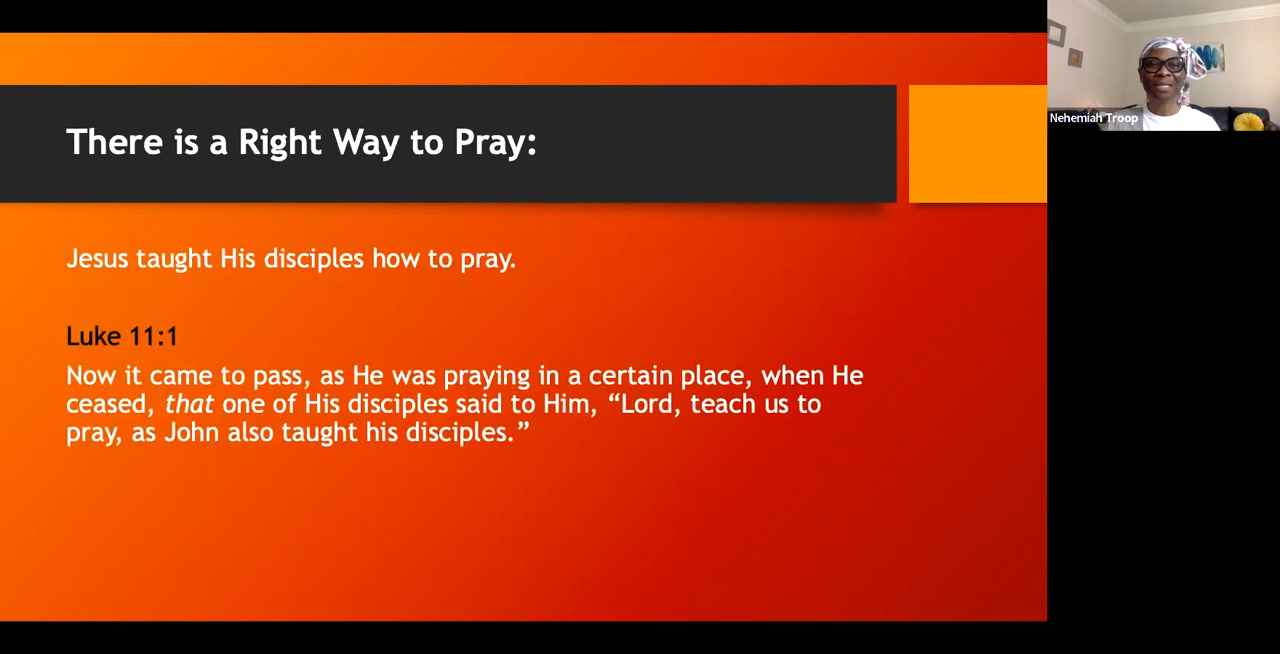 There is a Right Way to Pray:
Nehemiah Troop
Jesus taught His disciples how to pray.
Luke 11:1
Now it came to pass, as He was praying in a certain place, when He
ceased, that one of His disciples said to Him, “Lord, teach us to
pray, as John also taught his disciples.”